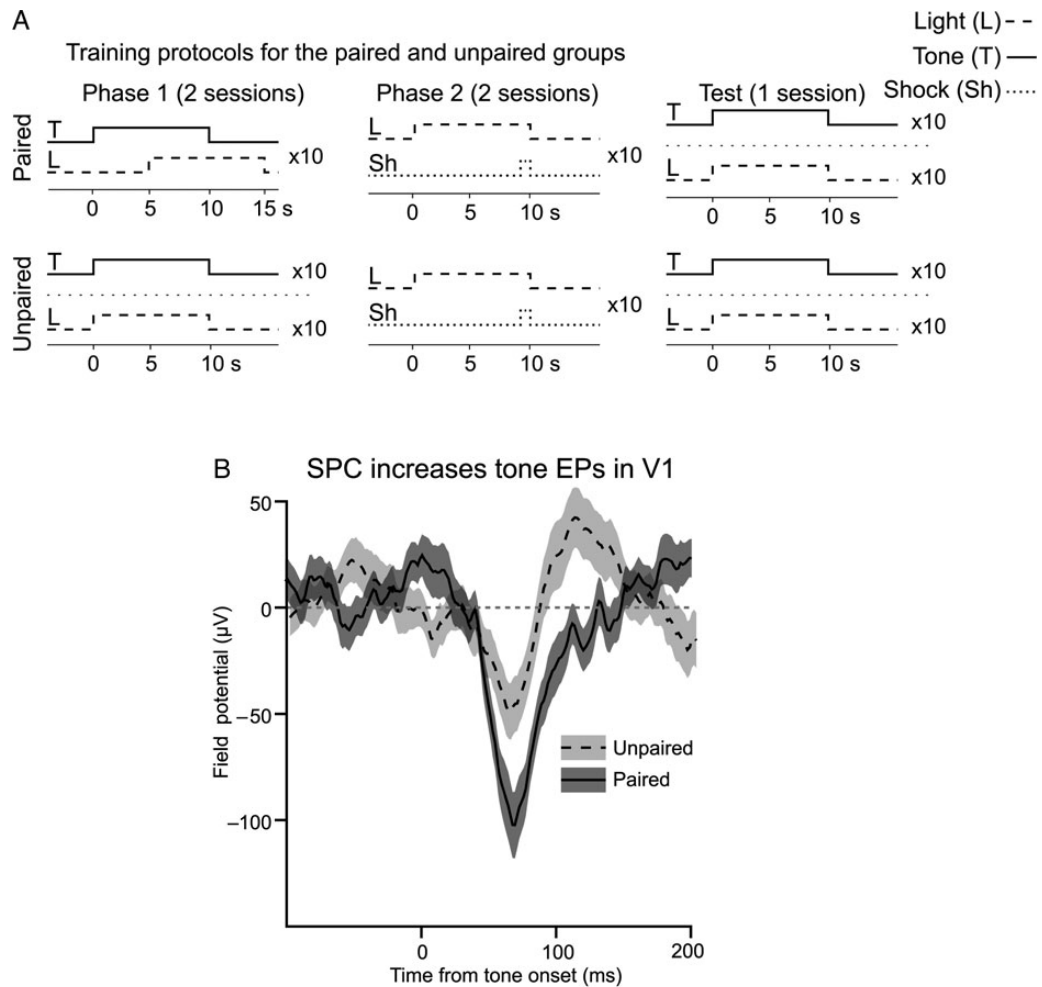 A
Training protocols for the paired and unpaired groups
Light (L)
Tone (T)
Shock (Sh)
Phase 1 (2 sessions)
Phase 2 (2 sessions)
Test (1 session)
Paired
T
L
x10
0 5 10 15 s
L
Sh
x10
0 5 10 s
T
x10
L
x10
0 5 10 s
Unpaired
T
x10
L
x10
0 5 10 s
L
Sh
x10
0 5 10 s
T
x10
L
x10
0 5 10 s
B
SPC increases tone EPs in V1
Field potential (µV)
50
0
−50
−100
Unpaired
Paired
0 100 200
Time from tone onset (ms)